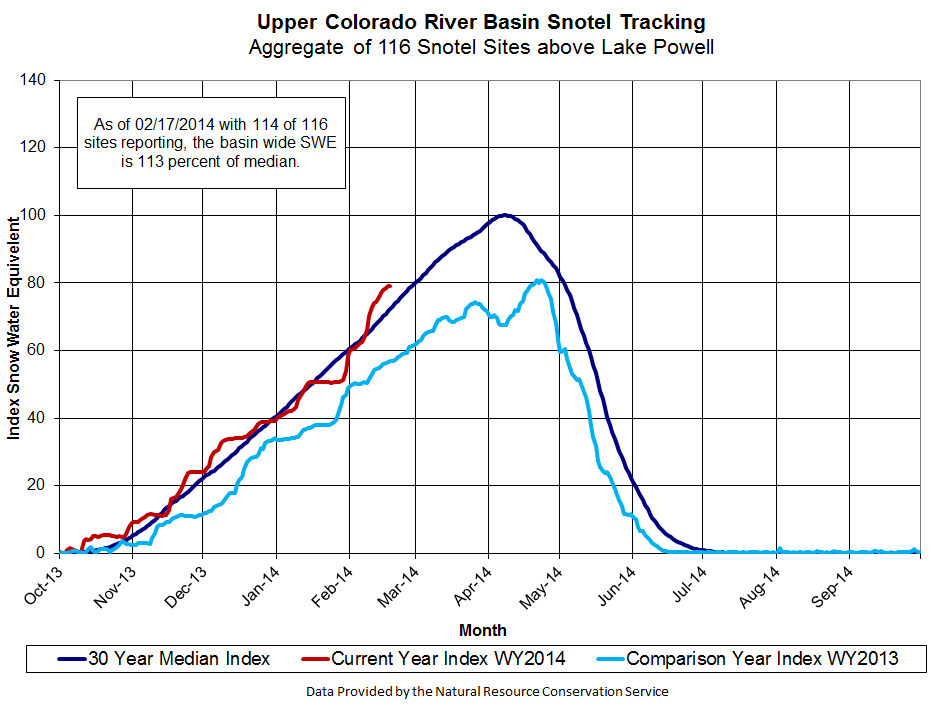 Upper Colorado River Basin Snotel Tracking
Aggregate of 116 Snotel Sites above Lake Powell
140
120
100
80
60
40
20
0
As of 02/17/2014 with 114 of 116
sites reporting, the basin wide SWE
is 113 percent of median.
Index Snow Water Equivelent
Oct-13
Nov-13
Dec-13
Jan-14
Feb-14
Mar-14
Apr-14
May-14
Jun-14
Jul-14
Aug-14
Sep-14
Month
30 Year Median Index
Current Year Index WY2014
Comparison Year Index WY2013
Data Provided by the Natural Resource Conservation Service